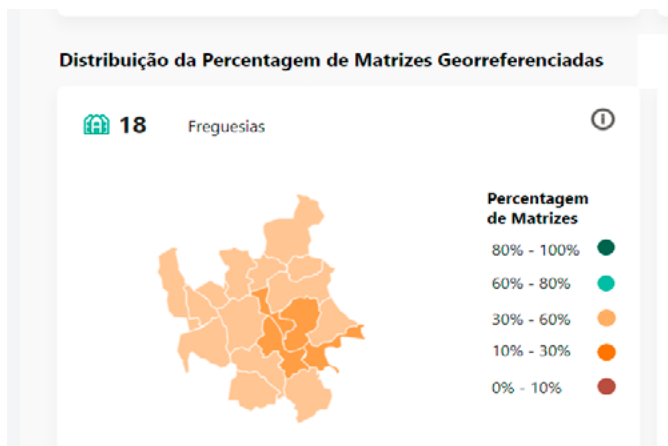 Distribuição da Percentagem de Matrizes Georreferenciadas
18 Freguesias
Percentagem
de Matrizes
80% - 100%
60% - 80%
30% - 60%
10% - 30%
0% - 10%